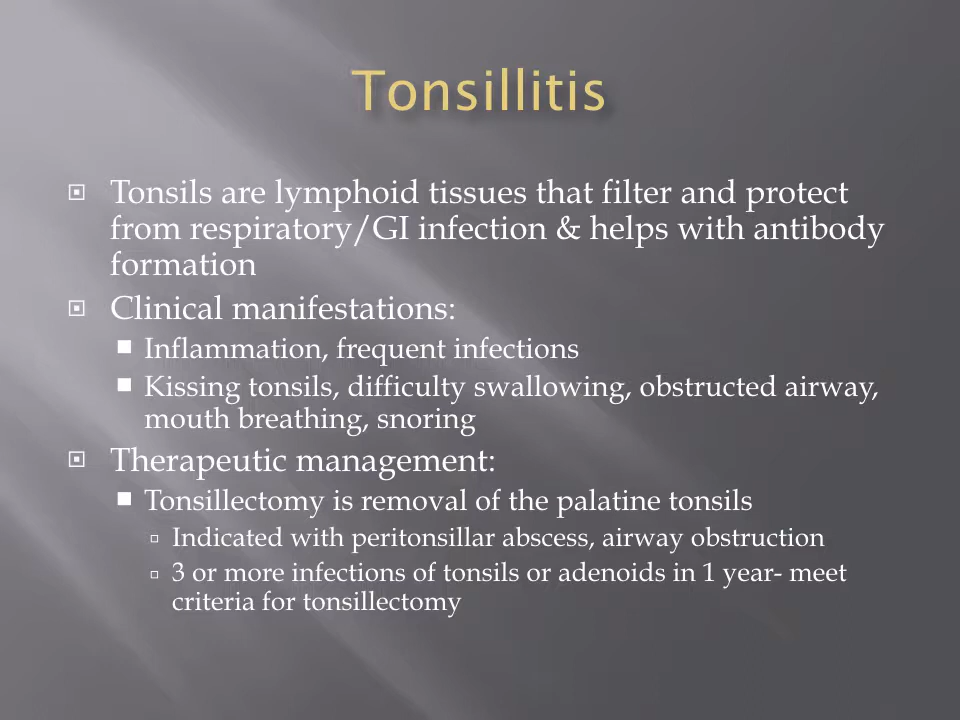 Tonsillitis
Tonsils are lymphoid tissues that filter and protect
from respiratory/GI infection & helps with antibody
formation
Clinical manifestations:
Inflammation, frequent infections
Kissing tonsils, difficulty swallowing, obstructed airway,
mouth breathing, snoring
Therapeutic management:
Tonsillectomy is removal of the palatine tonsils
Indicated with peritonsillar abscess, airway obstruction
3 or more infections of tonsils or adenoids in 1 year- meet
criteria for tonsillectomy